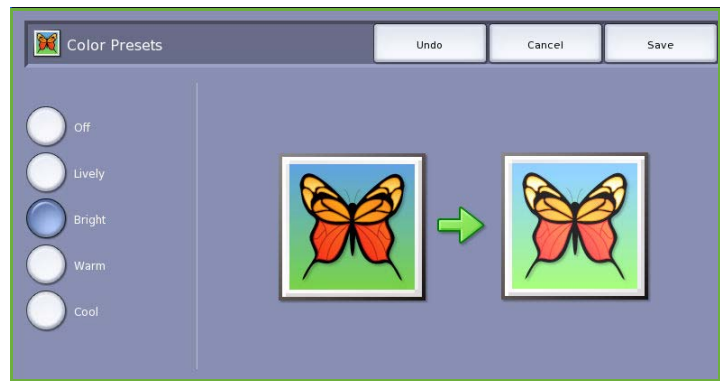 Color Presets
Undo
Cancel
Save
Off
Lively
Bright
Warm
Cool